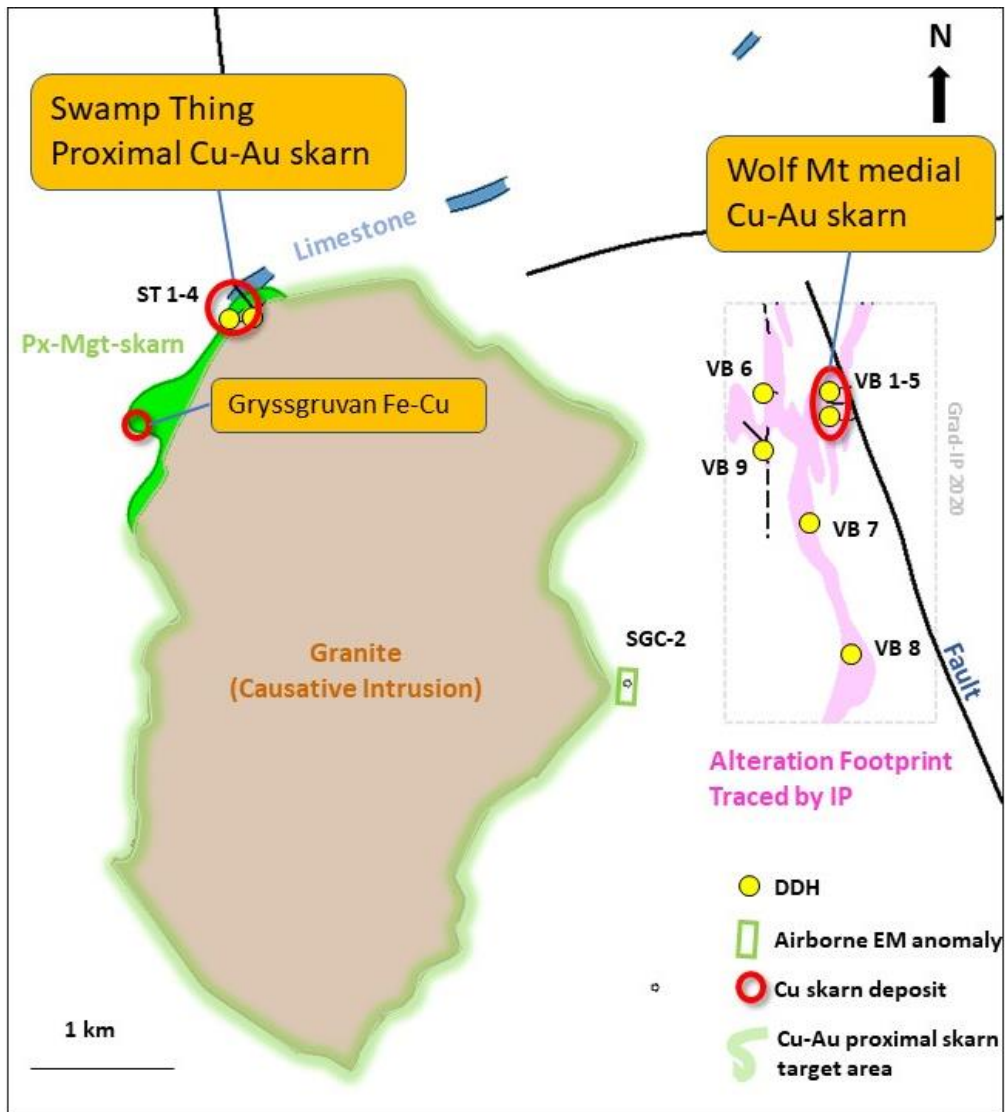 N
Swamp Thing
Proximal Cu-Au skarn
Wolf Mt medial
Cu-Au skarn
Limestone
ST 1-4
Px-Mgt-skarn
Gryssgruvan Fe-Cu
VB 6
VB 1-5
VB 9
Grad-IP 2020
VB 7
SGC-2
VB 8
Fault
Granite
(Causative Intrusion)
Alteration Footprint
Traced by IP
DDH
Airborne EM anomaly
Cu skarn deposit
Cu-Au proximal skarn
target area
1 km